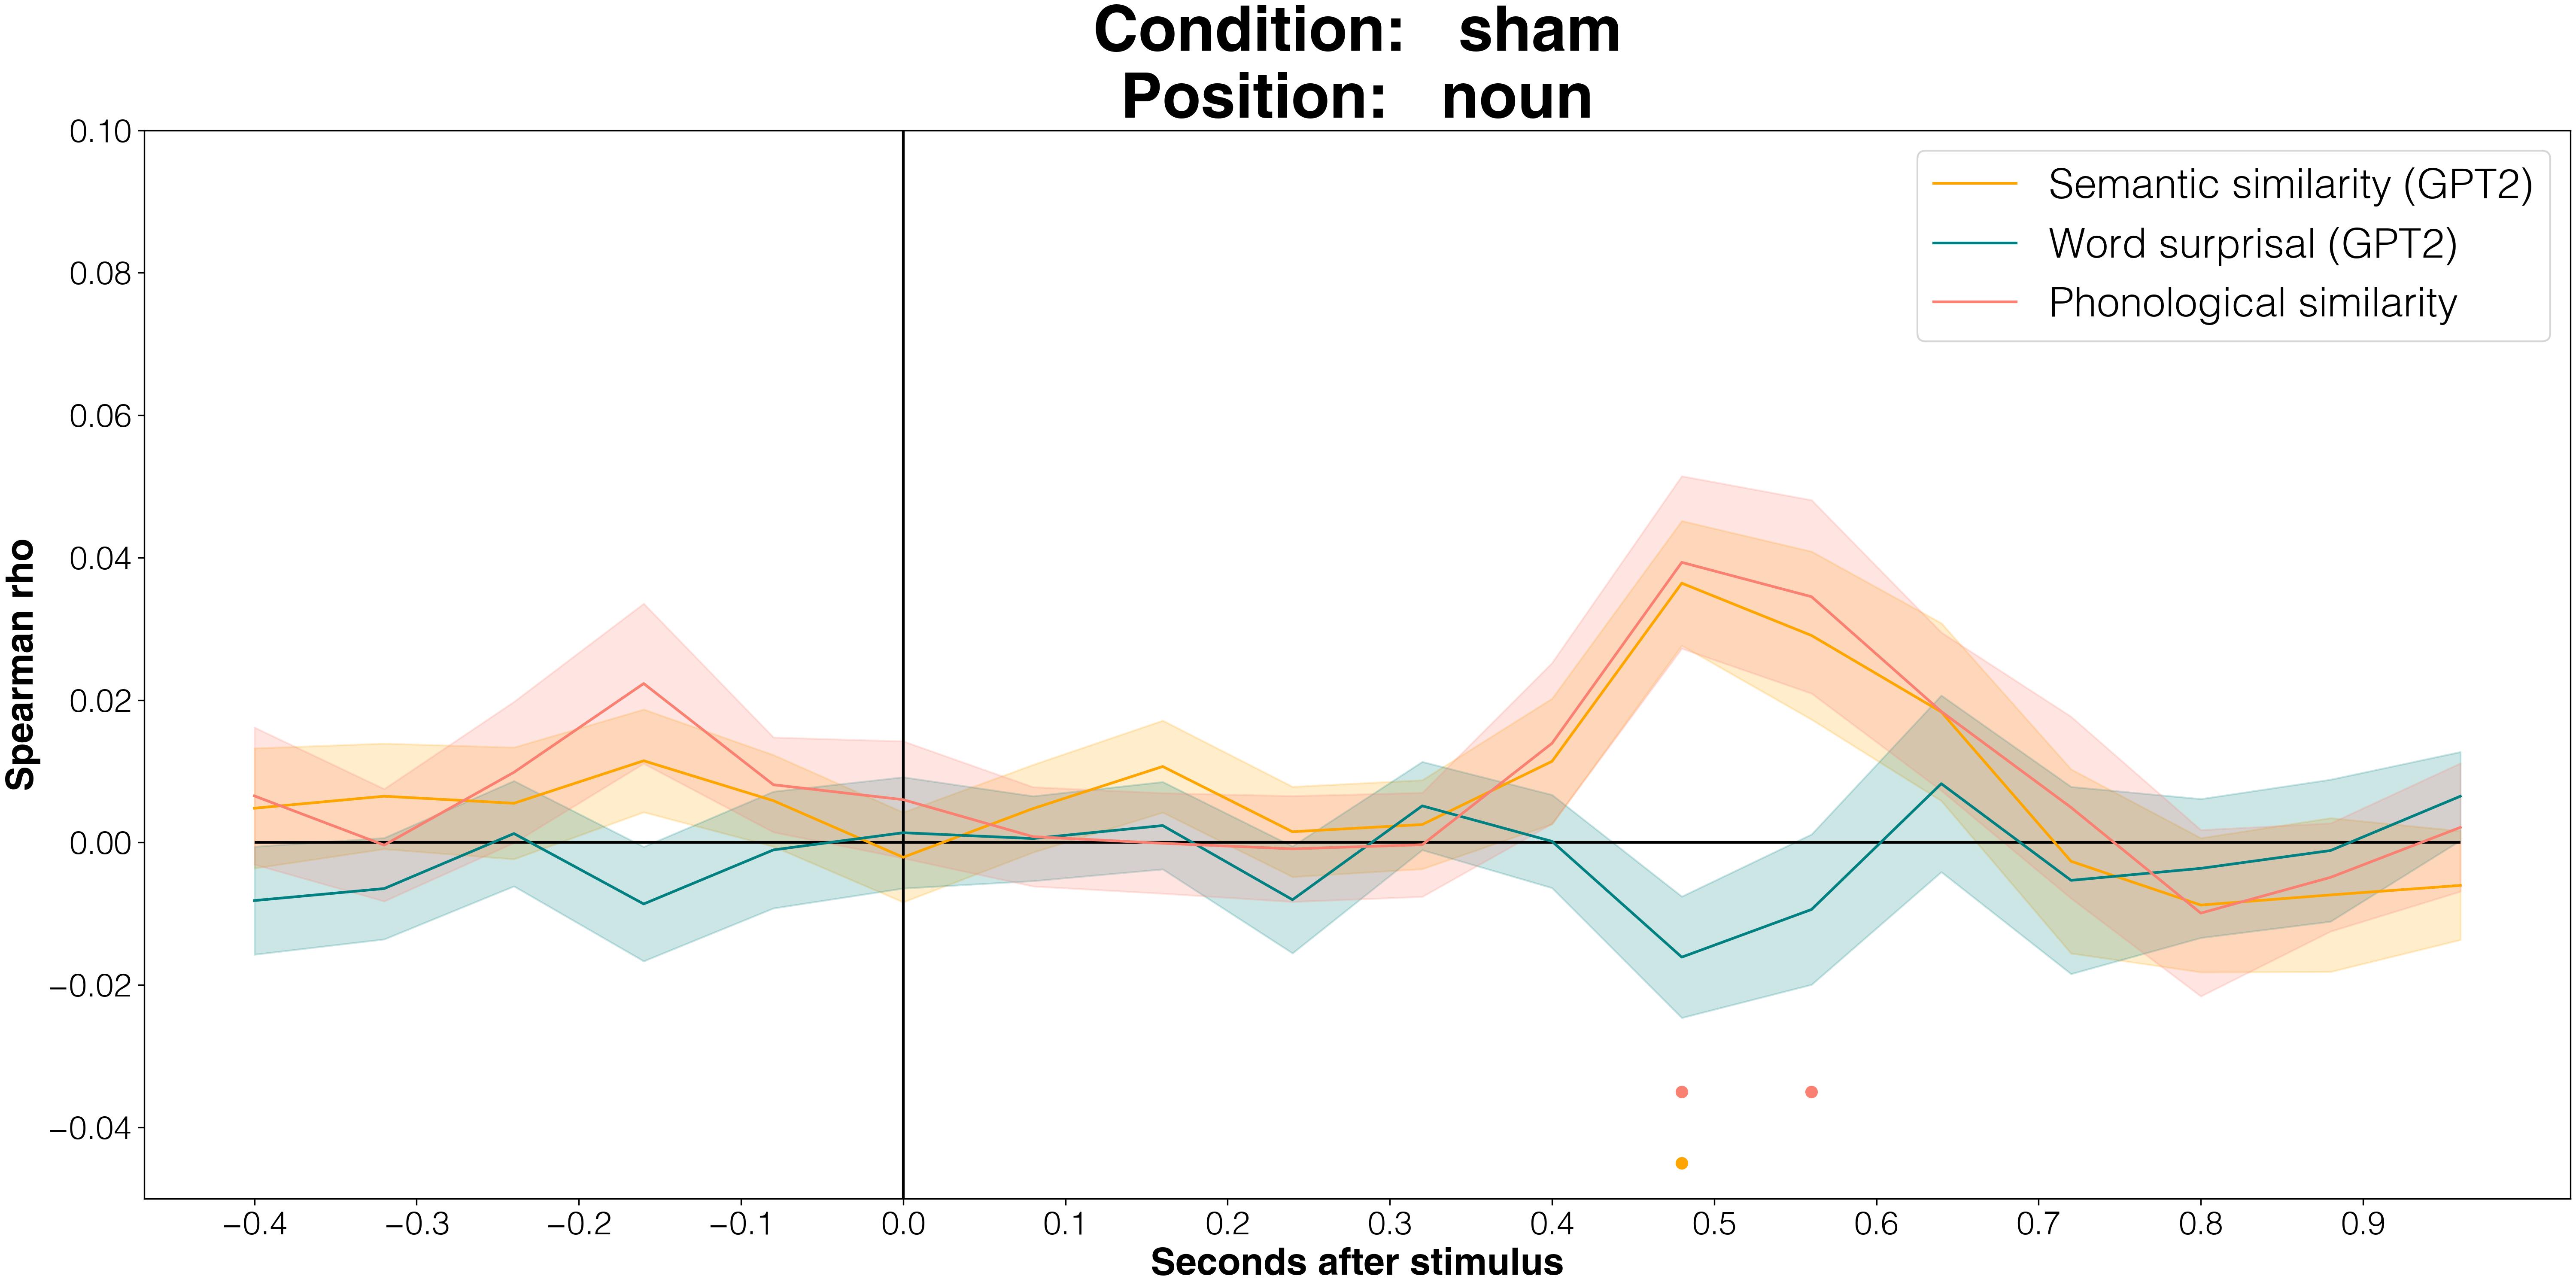 Condition:   sham
Position:   noun
0.10
0.08
0.06
0.04
0.02
0.00
−0.02
−0.04
Spearman rho
Semantic similarity (GPT2)
Word surprisal (GPT2)
Phonological similarity
−0.4 −0.3 −0.2 −0.1 0.0 0.1 0.2 0.3 0.4 0.5 0.6 0.7 0.8 0.9
Seconds after stimulus